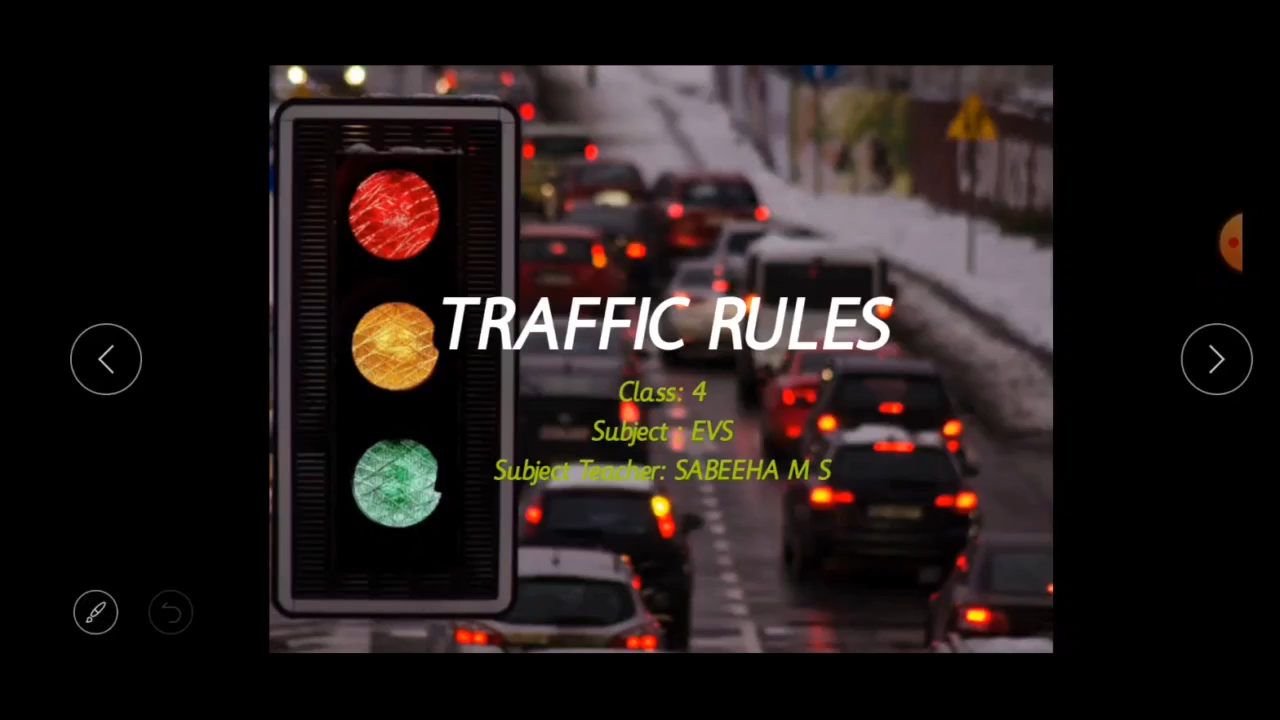 TRAFFIC RULES
Class: 4
Subject : EVS
Subject Teacher: SABEEHA M S